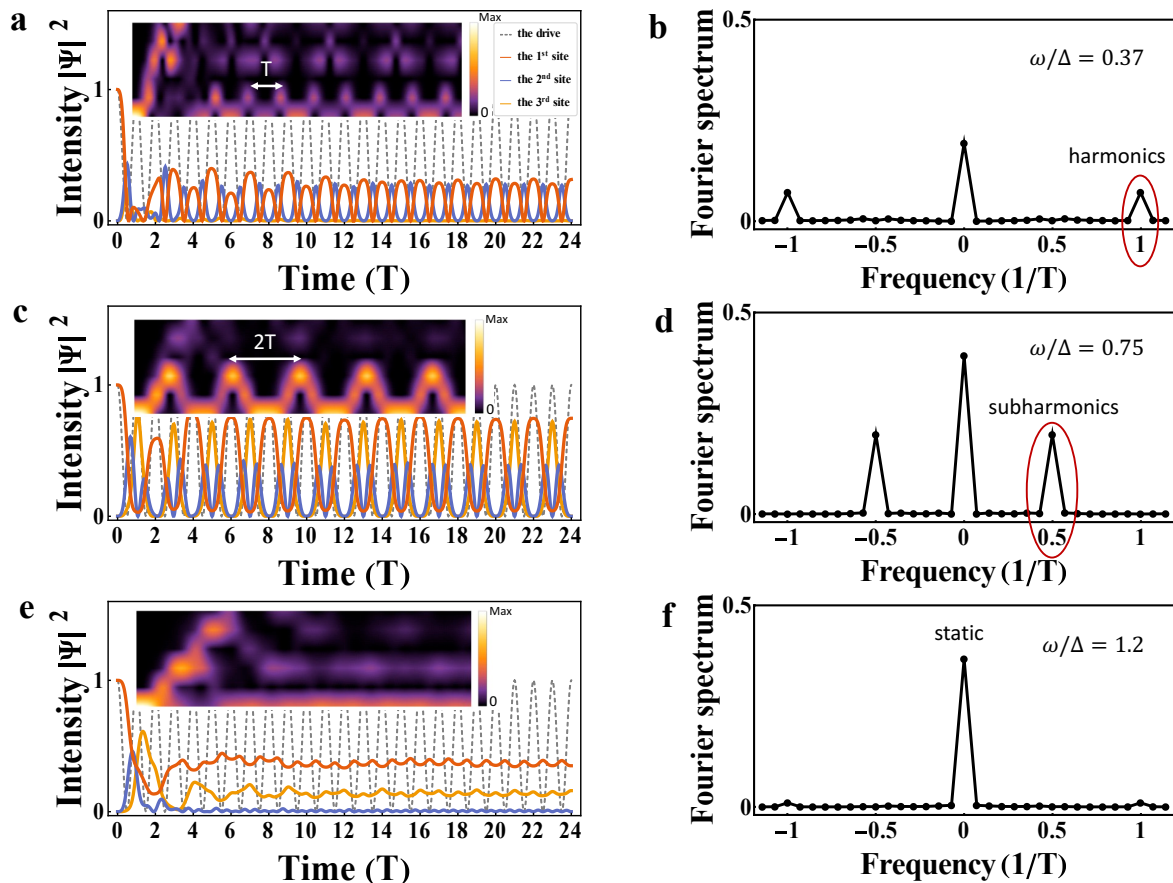 a
Max
0
T
the drive
the 1st site
the 2nd site
the 3rd site
Intensity |Ψ| 2
1
0
0 2 4 6 8 10 12 14 16 18 20 22 24
Time (T)
b
ω/Δ = 0.37
harmonics
Fourier spectrum
0.5
0
−1 −0.5 0 0.5 1
Frequency (1/T)
c
Max
0
2T
Intensity |Ψ| 2
1
0
0 2 4 6 8 10 12 14 16 18 20 22 24
Time (T)
d
ω/Δ = 0.75
subharmonics
Fourier spectrum
0.5
0
−1 −0.5 0 0.5 1
Frequency (1/T)
e
Max
0
Intensity |Ψ| 2
1
0
0 2 4 6 8 10 12 14 16 18 20 22 24
Time (T)
f
static
ω/Δ = 1.2
Fourier spectrum
0.5
0
−1 −0.5 0 0.5 1
Frequency (1/T)